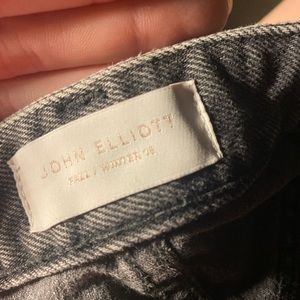 JOHN ELLIOTT
FALL / WINTER '18